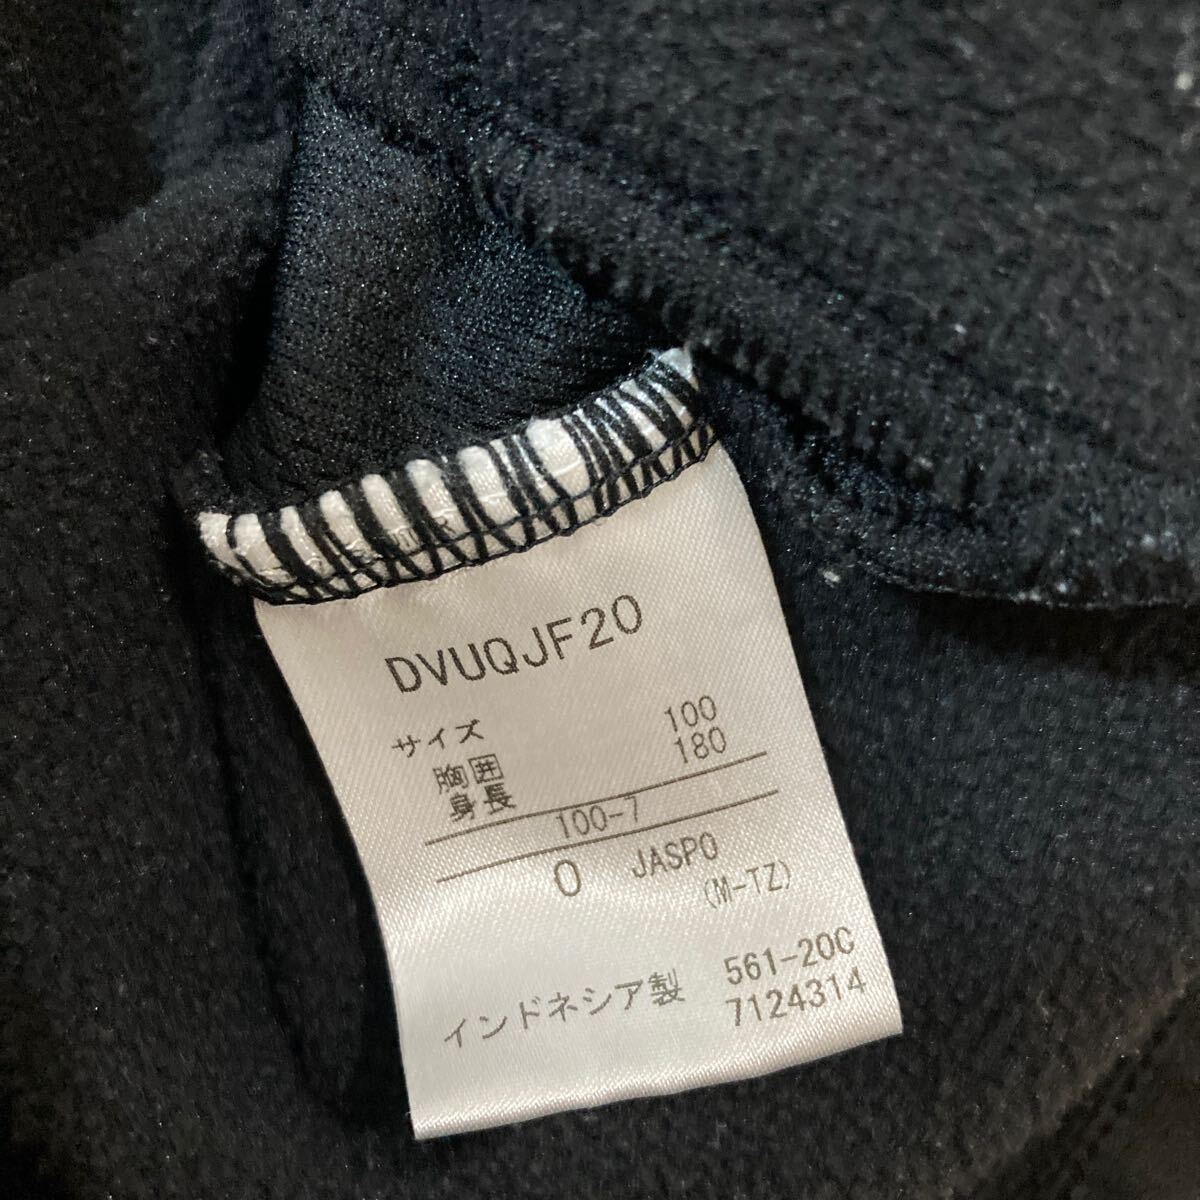 DVUQJF20
サイズ
胸囲 100
身長 180
100-7
O JASPO
(M-TZ)
561-20C
インドネシア製 7124314